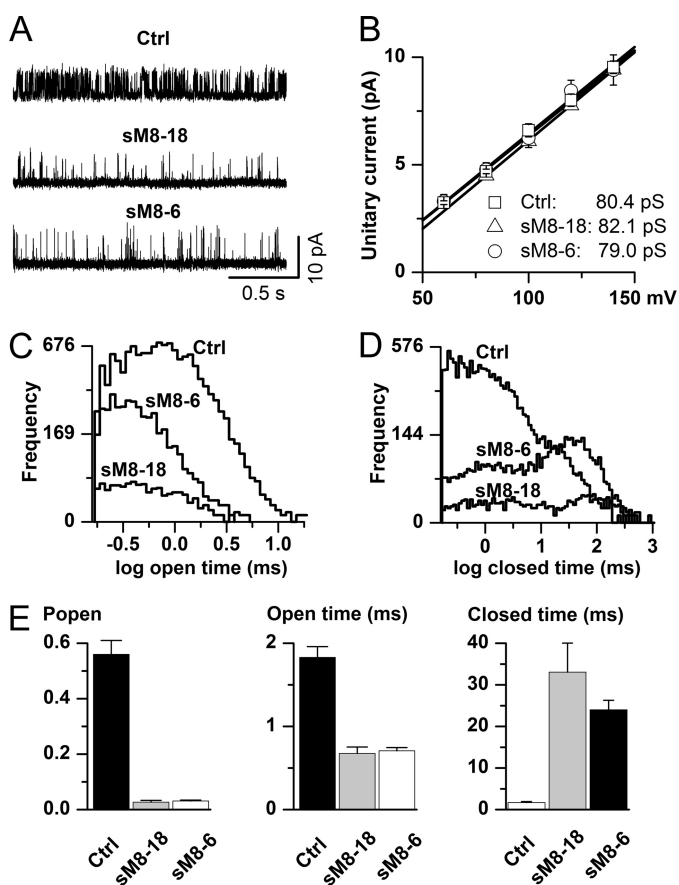 A
Ctrl
sM8-18
sM8-6
10 pA
0.5 s
B
Unitary current (pA)
10
5
0
50
100
150 mV
Ctrl: 80.4 pS
sM8-18: 82.1 pS
sM8-6: 79.0 pS
C
Frequency
676
169
0
Ctrl
sM8-6
sM8-18
-0.5
0.0
0.5
1.0
log open time (ms)
D
Frequency
576
144
0
Ctrl
sM8-6
sM8-18
0
1
2
3
log closed time (ms)
E
Popen
0.6
0.4
0.2
0.0
Ctrl
sM8-18
sM8-6
Open time (ms)
2
1
0
Ctrl
sM8-18
sM8-6
Closed time (ms)
40
30
20
10
0
Ctrl
sM8-18
sM8-6